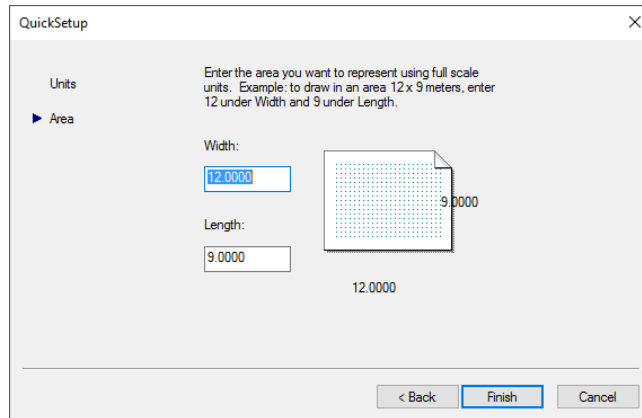 QuickSetup
Units
Area
Enter the area you want to represent using full scale
units. Example: to draw in an area 12 x 9 meters, enter
12 under Width and 9 under Length.
Width:
12.0000
Length:
9.0000
9.0000
12.0000
< Back
Finish
Cancel